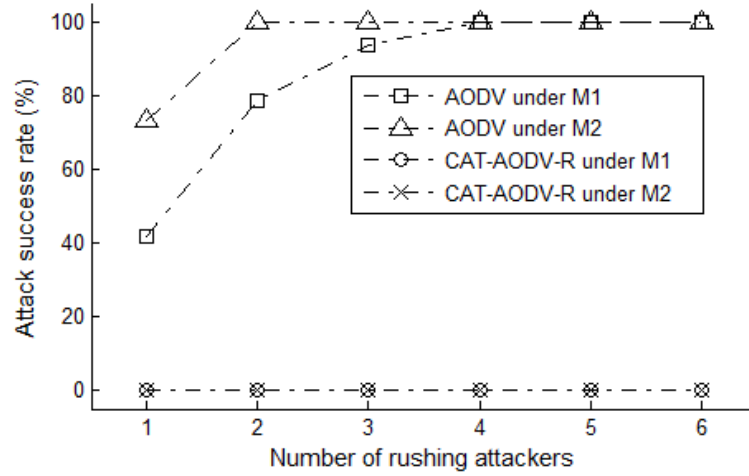 100
80
60
40
20
0
Attack success rate (%)
AODV under M1
AODV under M2
CAT-AODV-R under M1
CAT-AODV-R under M2
1 2 3 4 5 6
Number of rushing attackers